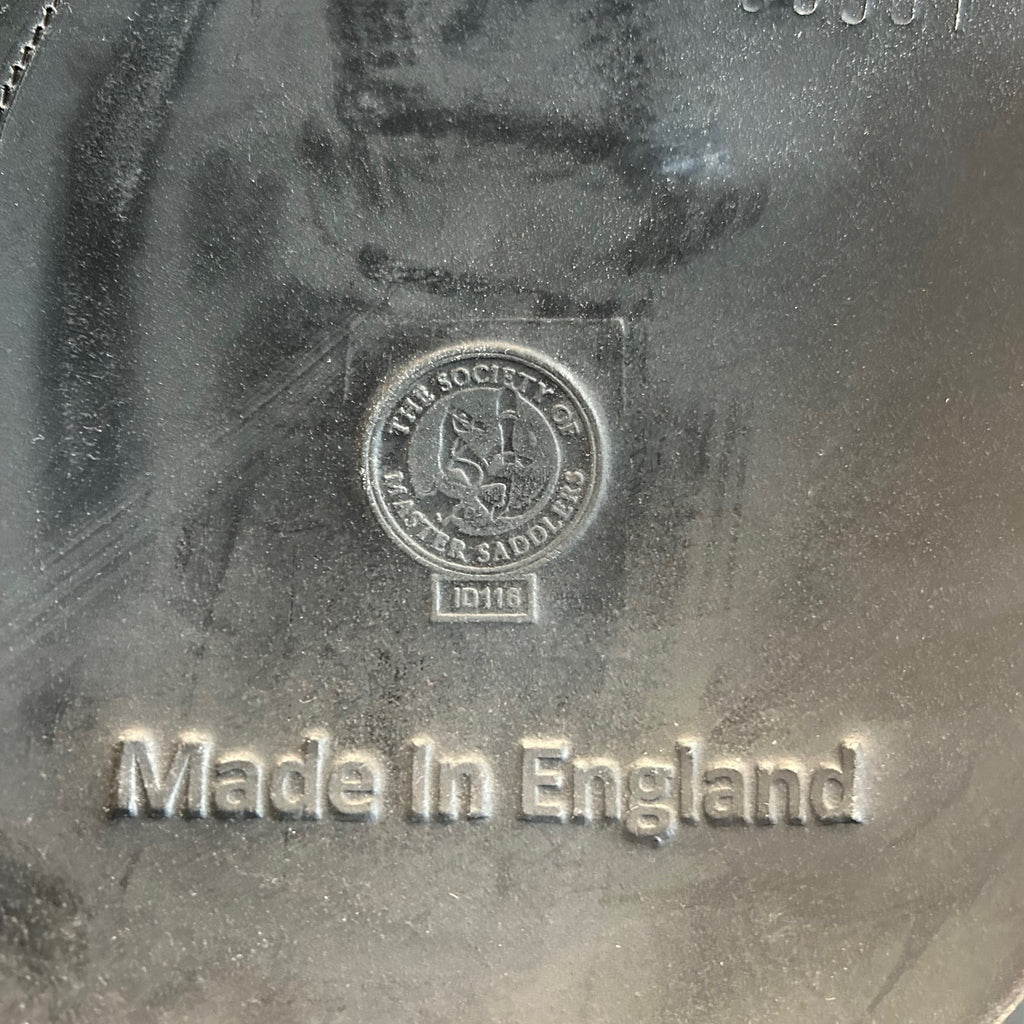 THE SOCIETY OF
MASTER SADDLERS
ID116
Made In England